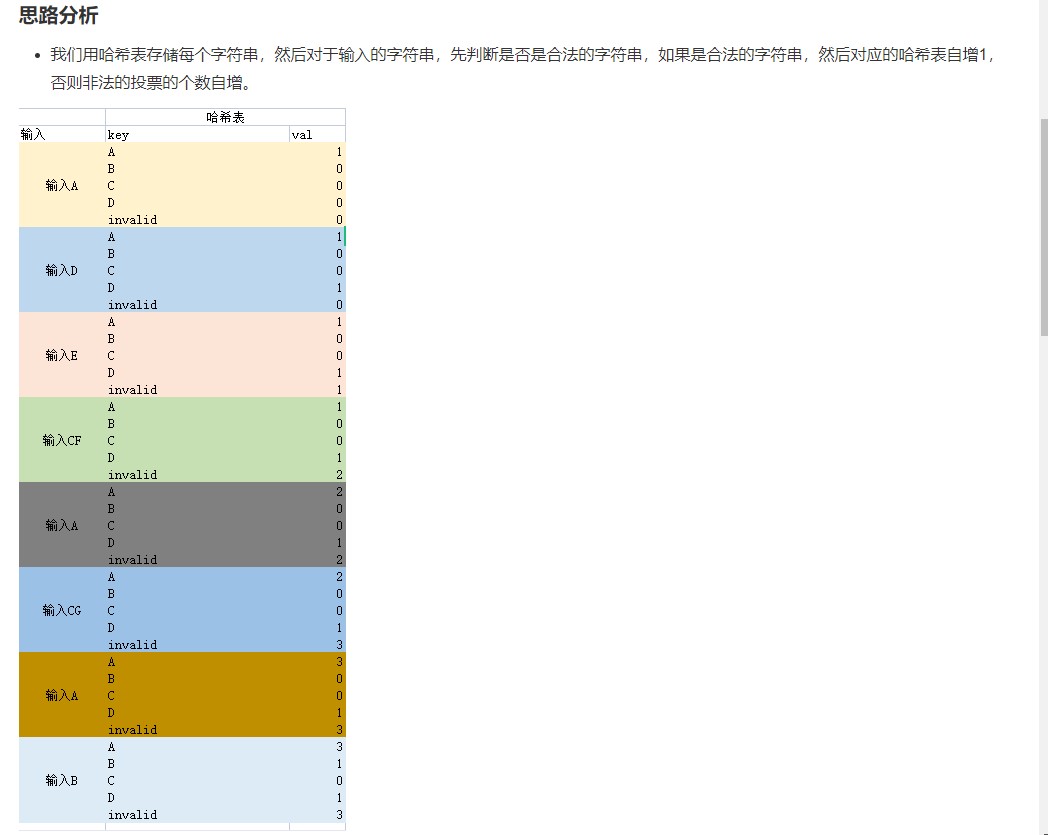 思路分析
• 我们用哈希表存储每个字符串，然后对于输入的字符串，先判断是否是合法的字符串，如果是合法的字符串，然后对应的哈希表自增1，
否则非法的投票的个数自增。
哈希表
输入 key val
A 1
B 0
输入A C 0
D 0
invalid 0
A 1
B 0
输入D C 0
D 1
invalid 0
A 1
B 0
输入E C 0
D 1
invalid 1
A 1
B 0
输入CF C 0
D 1
invalid 2
A 2
B 0
输入A C 0
D 1
invalid 2
A 2
B 0
输入CG C 0
D 1
invalid 3
A 3
B 0
输入A C 0
D 1
invalid 3
A 3
B 1
输入B C 0
D 1
invalid 3